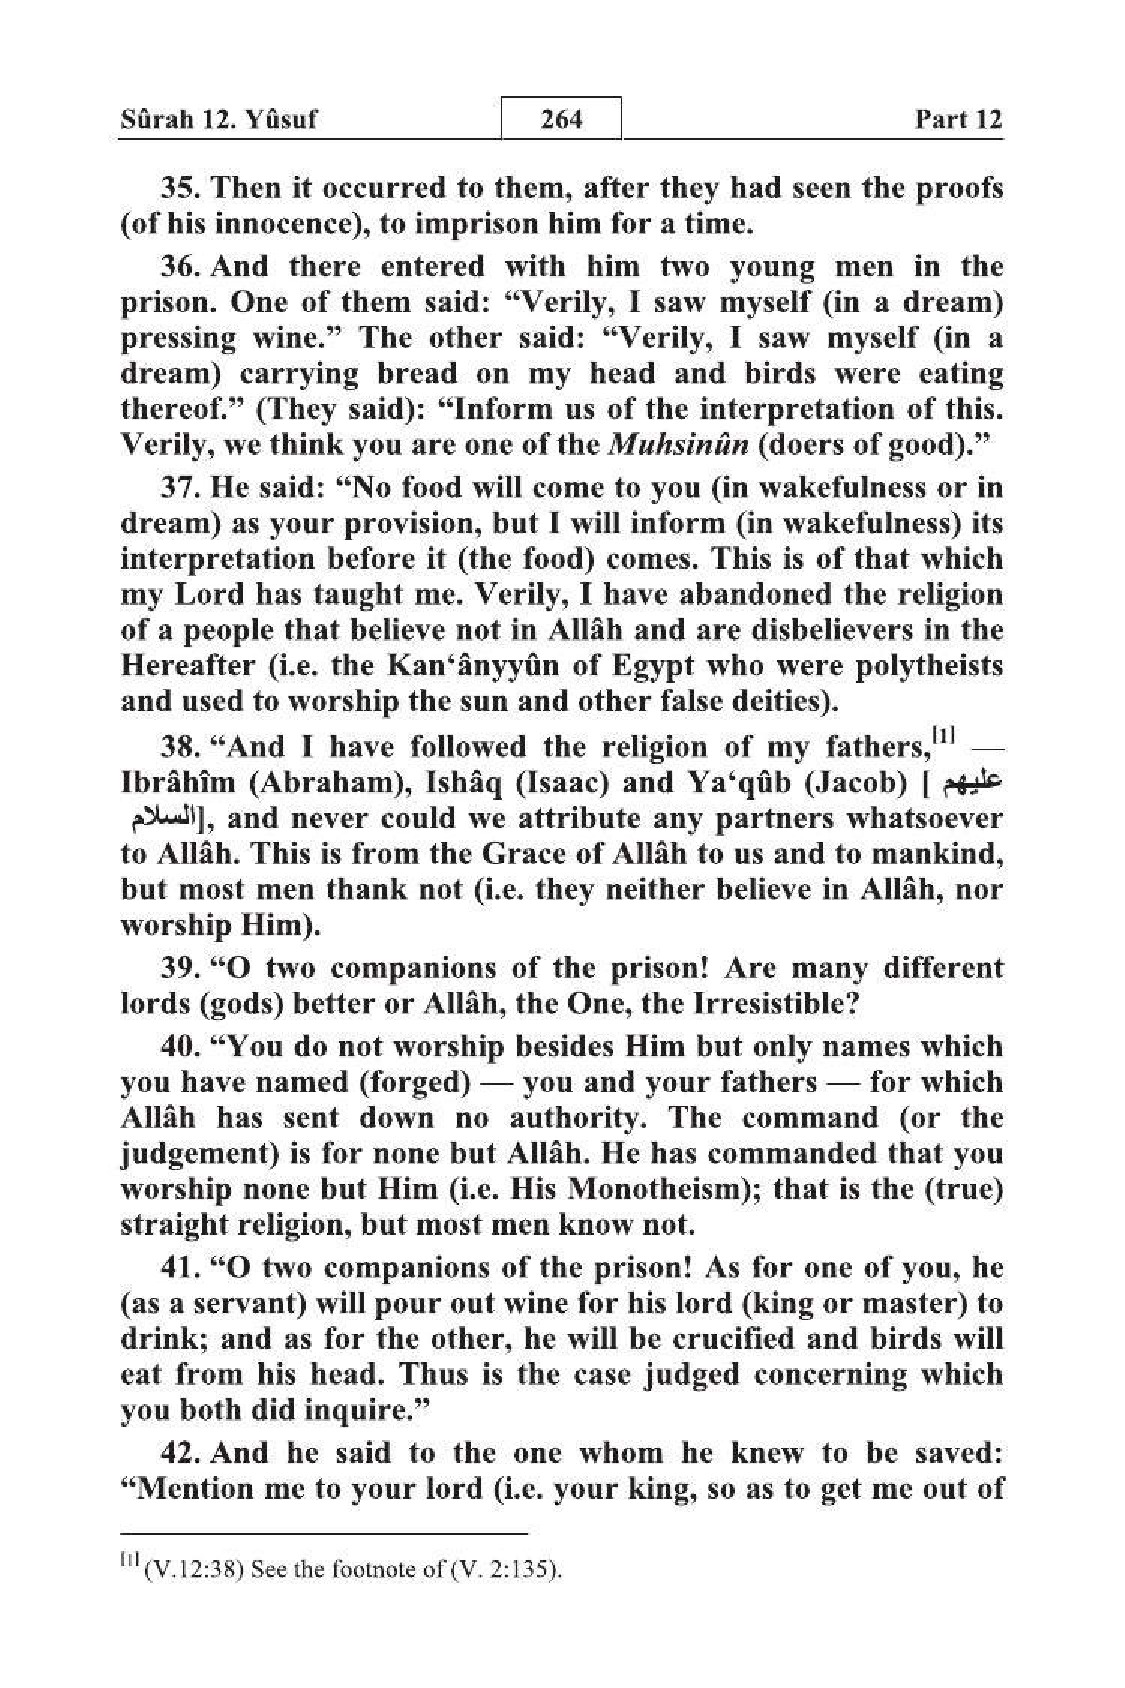 Sûrah 12. Yûsuf 264 Part 12
35. Then it occurred to them, after they had seen the proofs
(of his innocence), to imprison him for a time.
36. And there entered with him two young men in the
prison. One of them said: “Verily, I saw myself (in a dream)
pressing wine.” The other said: “Verily, I saw myself (in a
dream) carrying bread on my head and birds were eating
thereof.” (They said): “Inform us of the interpretation of this.
Verily, we think you are one of the Muhsinûn (doers of good).”
37. He said: “No food will come to you (in wakefulness or in
dream) as your provision, but I will inform (in wakefulness) its
interpretation before it (the food) comes. This is of that which
my Lord has taught me. Verily, I have abandoned the religion
of a people that believe not in Allâh and are disbelievers in the
Hereafter (i.e. the Kan‘ânyyûn of Egypt who were polytheists
and used to worship the sun and other false deities).
38. “And I have followed the religion of my fathers,[1] —
Ibrâhîm (Abraham), Ishâq (Isaac) and Ya‘qûb (Jacob) [ عليهم
السلام], and never could we attribute any partners whatsoever
to Allâh. This is from the Grace of Allâh to us and to mankind,
but most men thank not (i.e. they neither believe in Allâh, nor
worship Him).
39. “O two companions of the prison! Are many different
lords (gods) better or Allâh, the One, the Irresistible?
40. “You do not worship besides Him but only names which
you have named (forged) — you and your fathers — for which
Allâh has sent down no authority. The command (or the
judgement) is for none but Allâh. He has commanded that you
worship none but Him (i.e. His Monotheism); that is the (true)
straight religion, but most men know not.
41. “O two companions of the prison! As for one of you, he
(as a servant) will pour out wine for his lord (king or master) to
drink; and as for the other, he will be crucified and birds will
eat from his head. Thus is the case judged concerning which
you both did inquire.”
42. And he said to the one whom he knew to be saved:
“Mention me to your lord (i.e. your king, so as to get me out of
[1] (V.12:38) See the footnote of (V. 2:135).